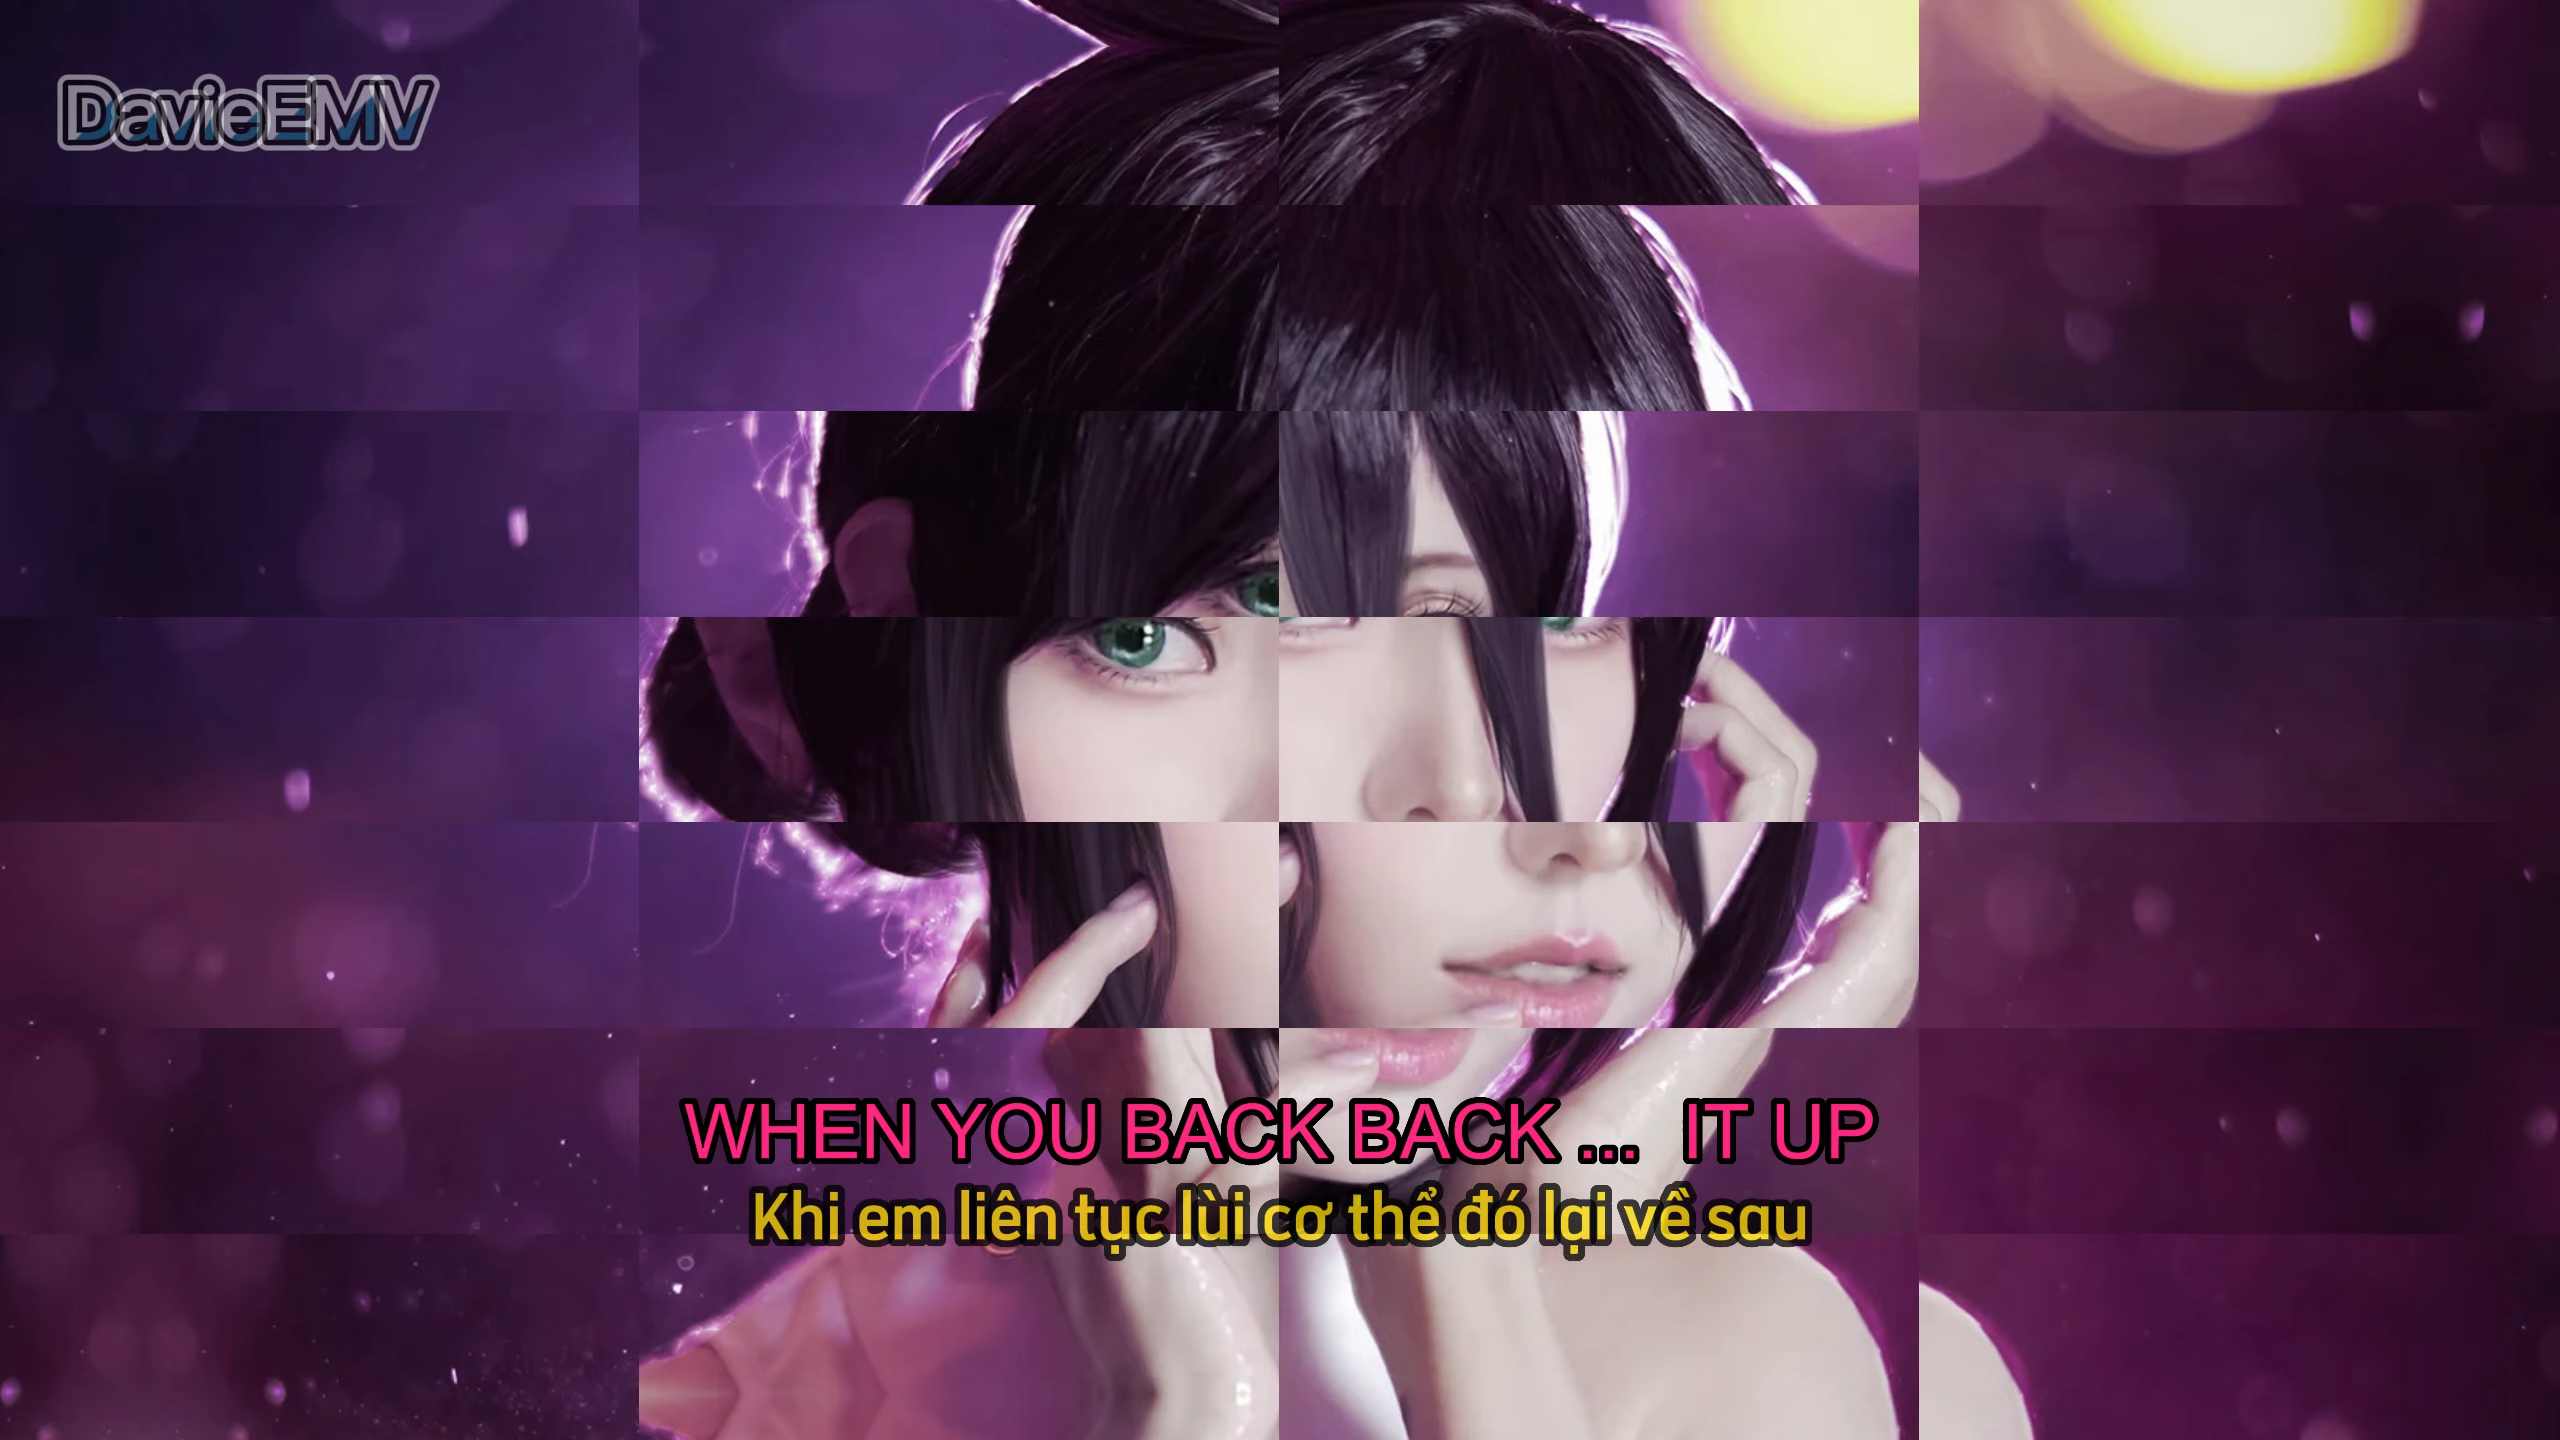 DavieEMV
WHEN YOU BACK BACK ... IT UP
Khi em liên tục lùi cơ thể đó lại về sau